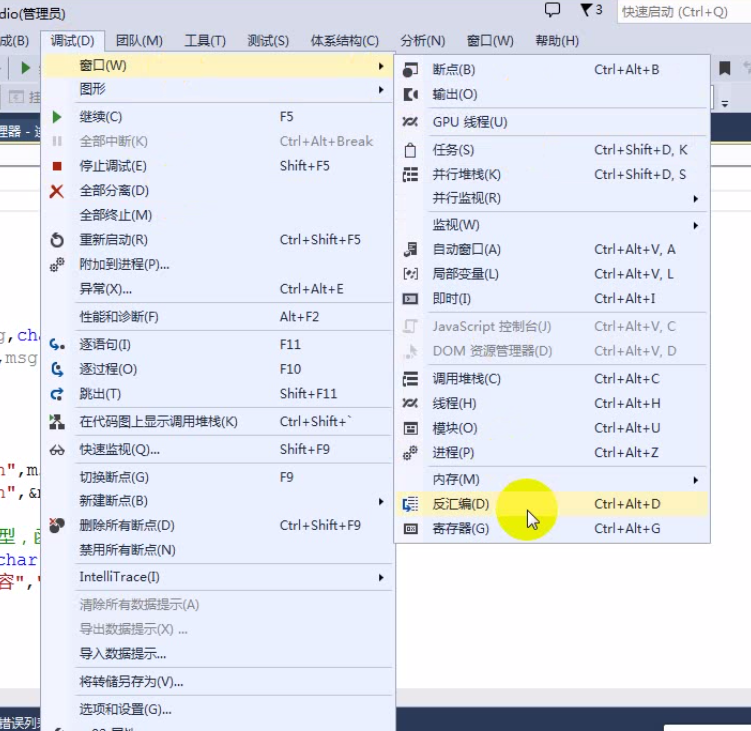 dio(管理员)
3 快速启动 (Ctrl+Q)
成(B) 调试(D) 团队(M) 工具(T) 测试(S) 体系结构(C) 分析(N) 窗口(W) 帮助(H)
窗口(W)
图形
继续(C) F5
全部中断(K) Ctrl+Alt+Break
停止调试(E) Shift+F5
全部分离(D)
全部终止(M)
重新启动(R) Ctrl+Shift+F5
附加到进程(P)...
异常(X)... Ctrl+Alt+E
性能和诊断(F) Alt+F2
逐语句(I) F11
逐过程(O) F10
跳出(T) Shift+F11
在代码图上显示调用堆栈(K) Ctrl+Shift+`
快速监视(Q)... Shift+F9
切换断点(G) F9
新建断点(B)
删除所有断点(D) Ctrl+Shift+F9
禁用所有断点(N)
IntelliTrace(I)
清除所有数据提示(A)
导出数据提示(X) ...
导入数据提示...
将转储另存为(V)...
选项和设置(G)...
断点(B) Ctrl+Alt+B
输出(O)
GPU 线程(U)
任务(S) Ctrl+Shift+D, K
并行堆栈(K) Ctrl+Shift+D, S
并行监视(R)
监视(W)
自动窗口(A) Ctrl+Alt+V, A
局部变量(L) Ctrl+Alt+V, L
即时(I) Ctrl+Alt+I
JavaScript 控制台(J) Ctrl+Alt+V, C
DOM 资源管理器(D) Ctrl+Alt+V, D
调用堆栈(C) Ctrl+Alt+C
线程(H) Ctrl+Alt+H
模块(O) Ctrl+Alt+U
进程(P) Ctrl+Alt+Z
内存(M)
反汇编(D) Ctrl+Alt+D
寄存器(G) Ctrl+Alt+G
挂
理器 -
g,cha
,msg
n",m
n",&
型，
char
容","
错误列表